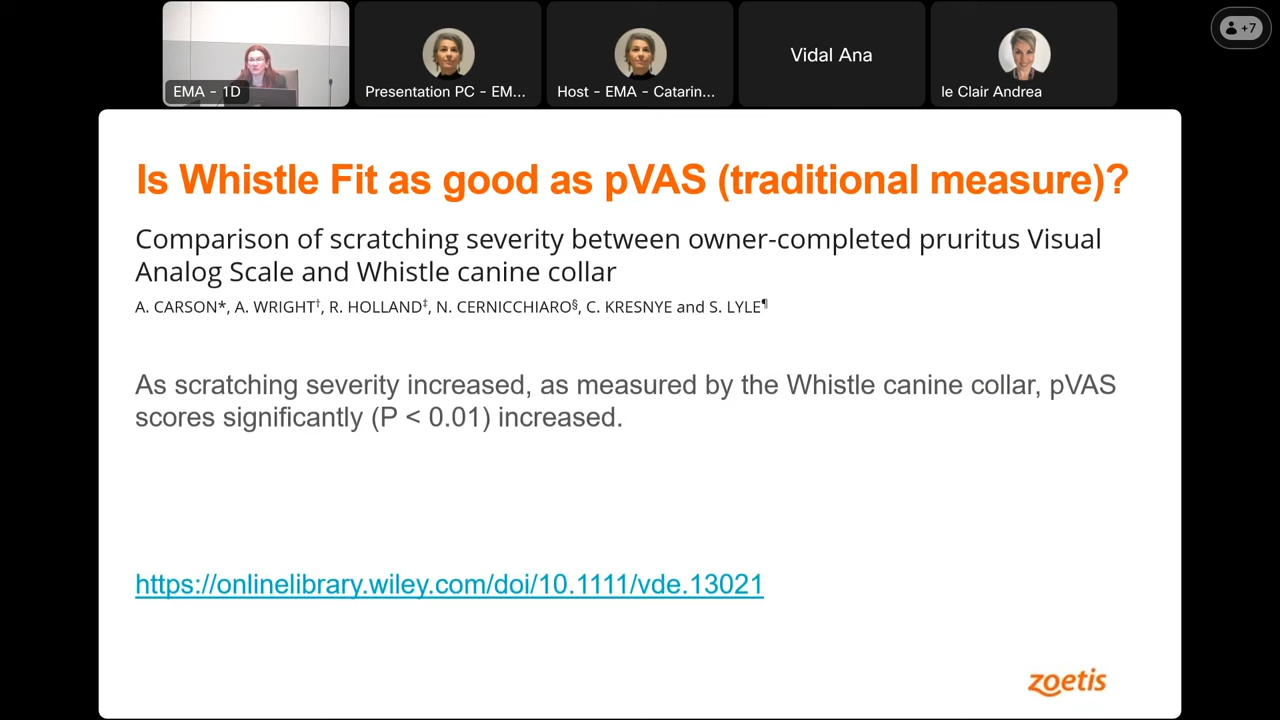 EMA - 1D
Presentation PC - EM...
Host - EMA - Catarin...
Vidal Ana
le Clair Andrea
+7
Is Whistle Fit as good as pVAS (traditional measure)?
Comparison of scratching severity between owner-completed pruritus Visual
Analog Scale and Whistle canine collar
A. CARSON*, A. WRIGHT†, R. HOLLAND‡, N. CERNICCHIARO§, C. KRESNYE and S. LYLE¶
As scratching severity increased, as measured by the Whistle canine collar, pVAS
scores significantly (P < 0.01) increased.
https://onlinelibrary.wiley.com/doi/10.1111/vde.13021
zoetis